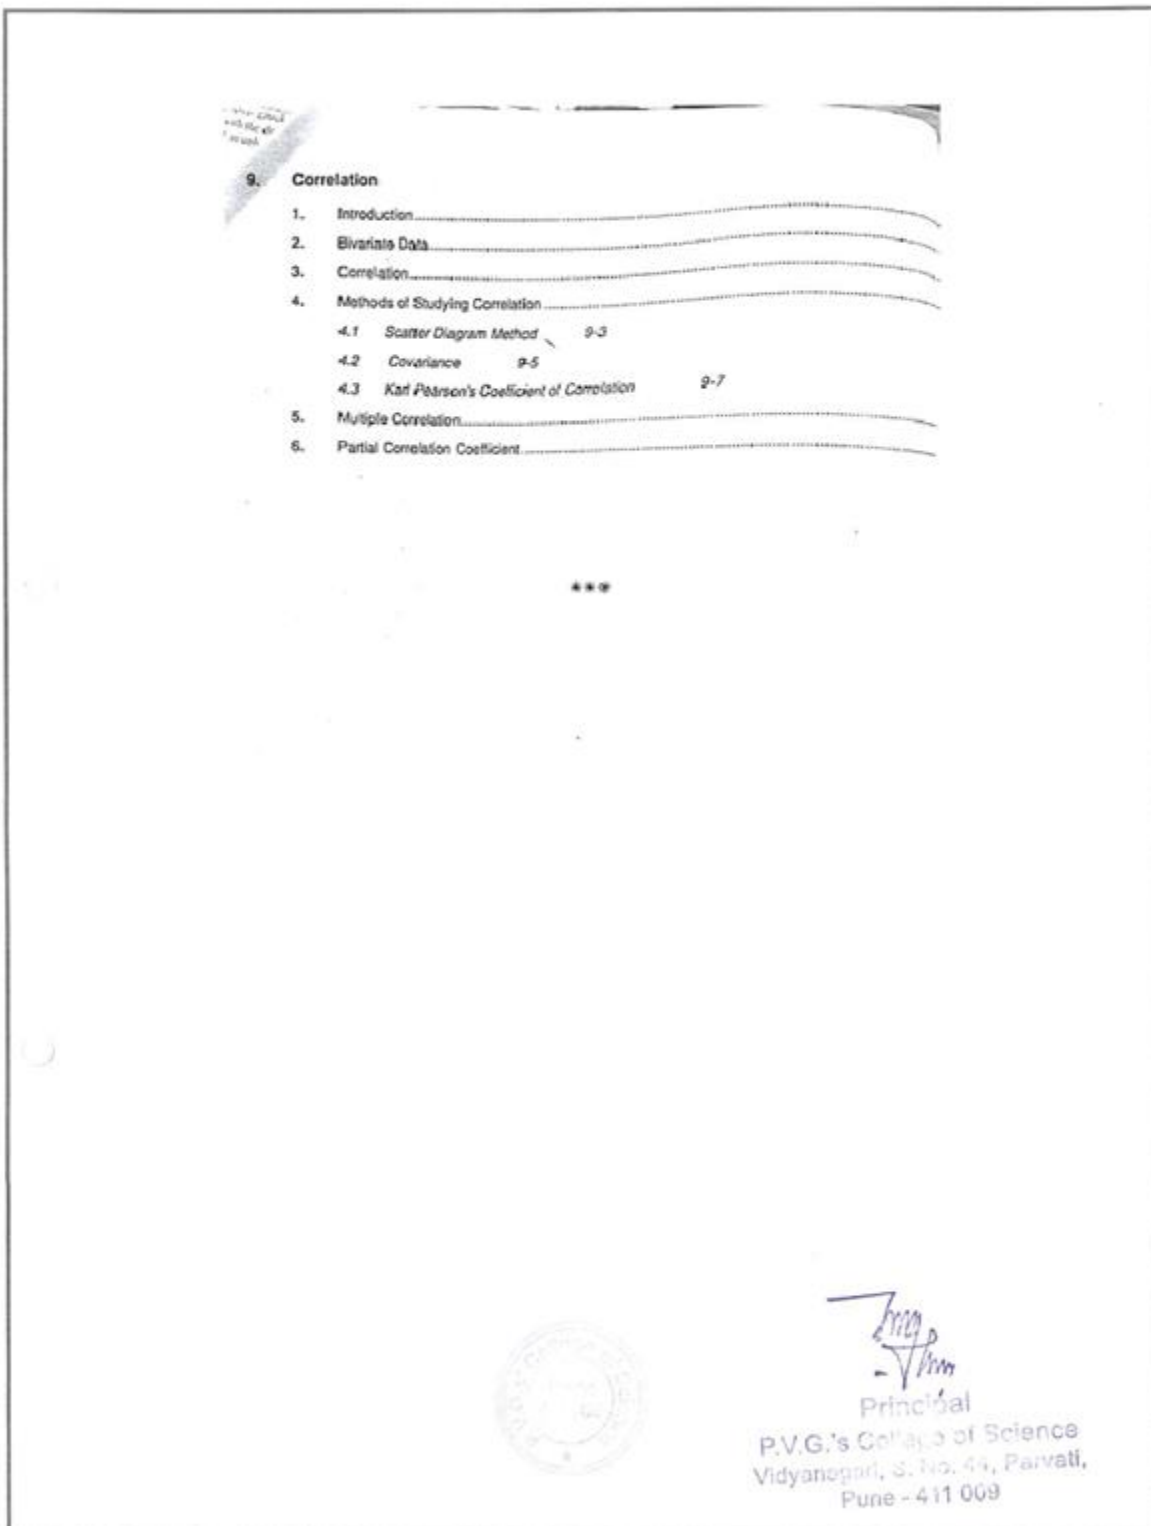 9. Correlation
1. Introduction
2. Bivariate Data
3. Correlation
4. Methods of Studying Correlation
4.1 Scatter Diagram Method 9-3
4.2 Covariance 9-5
4.3 Karl Pearson's Coefficient of Correlation 9-7
5. Multiple Correlation
6. Partial Correlation Coefficient
***
Principal
P.V.G.'s College of Science
Vidyanagari, S. No. 44, Parvati,
Pune - 411 009